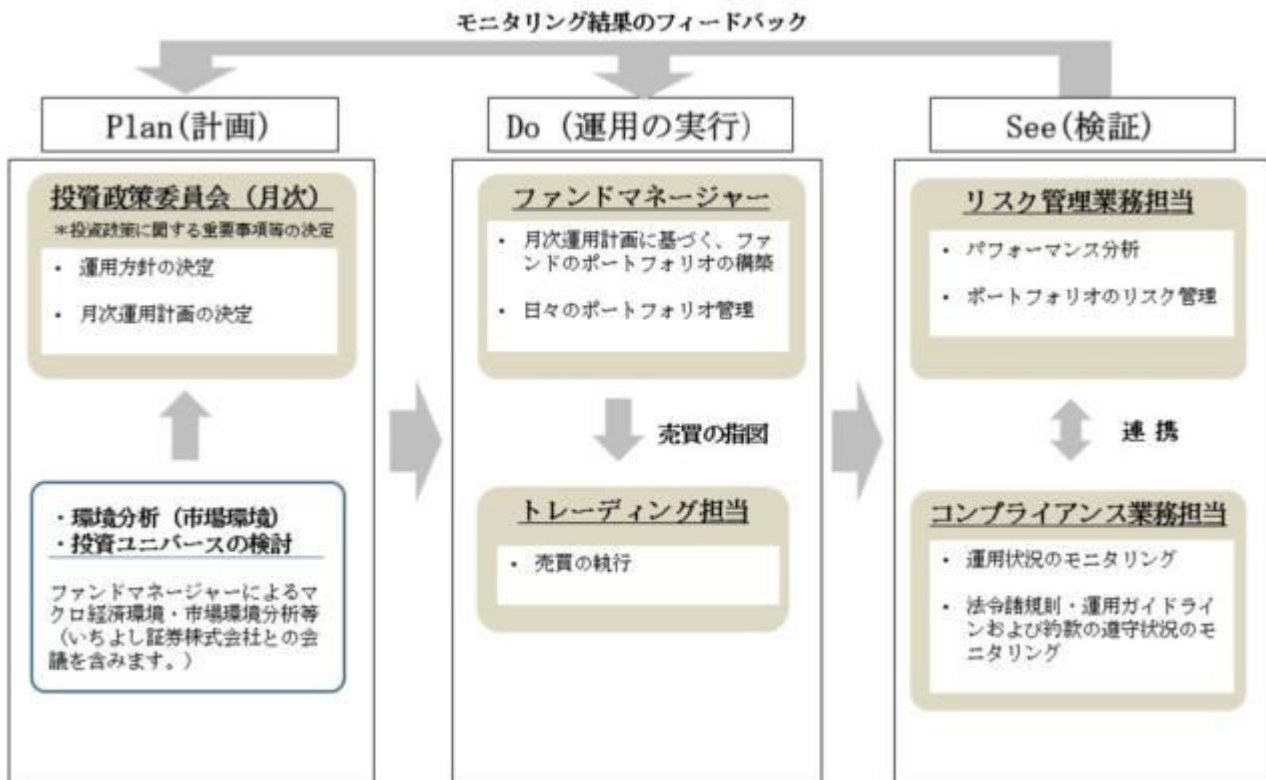 モニタリング結果のフィードバック
Plan(計画)
投資政策委員会（月次）
＊投資政策に関する重要事項等の決定
・ 運用方針の決定
・ 月次運用計画の決定
・環境分析（市場環境）
・投資ユニバースの検討
ファンドマネージャーによるマ
クロ経済環境・市場環境分析等
（いちよし証券株式会社との会
議を含みます。）
Do (運用の実行)
ファンドマネージャー
・ 月次運用計画に基づく、ファ
ンドのポートフォリオの構築
・ 日々のポートフォリオ管理
売買の指図
トレーディング担当
・ 売買の執行
See(検証)
リスク管理業務担当
・ パフォーマンス分析
・ ポートフォリオのリスク管理
連 携
コンプライアンス業務担当
・ 運用状況のモニタリング
・ 法令諸規則・運用ガイドライ
ンおよび約款の遵守状況のモ
ニタリング